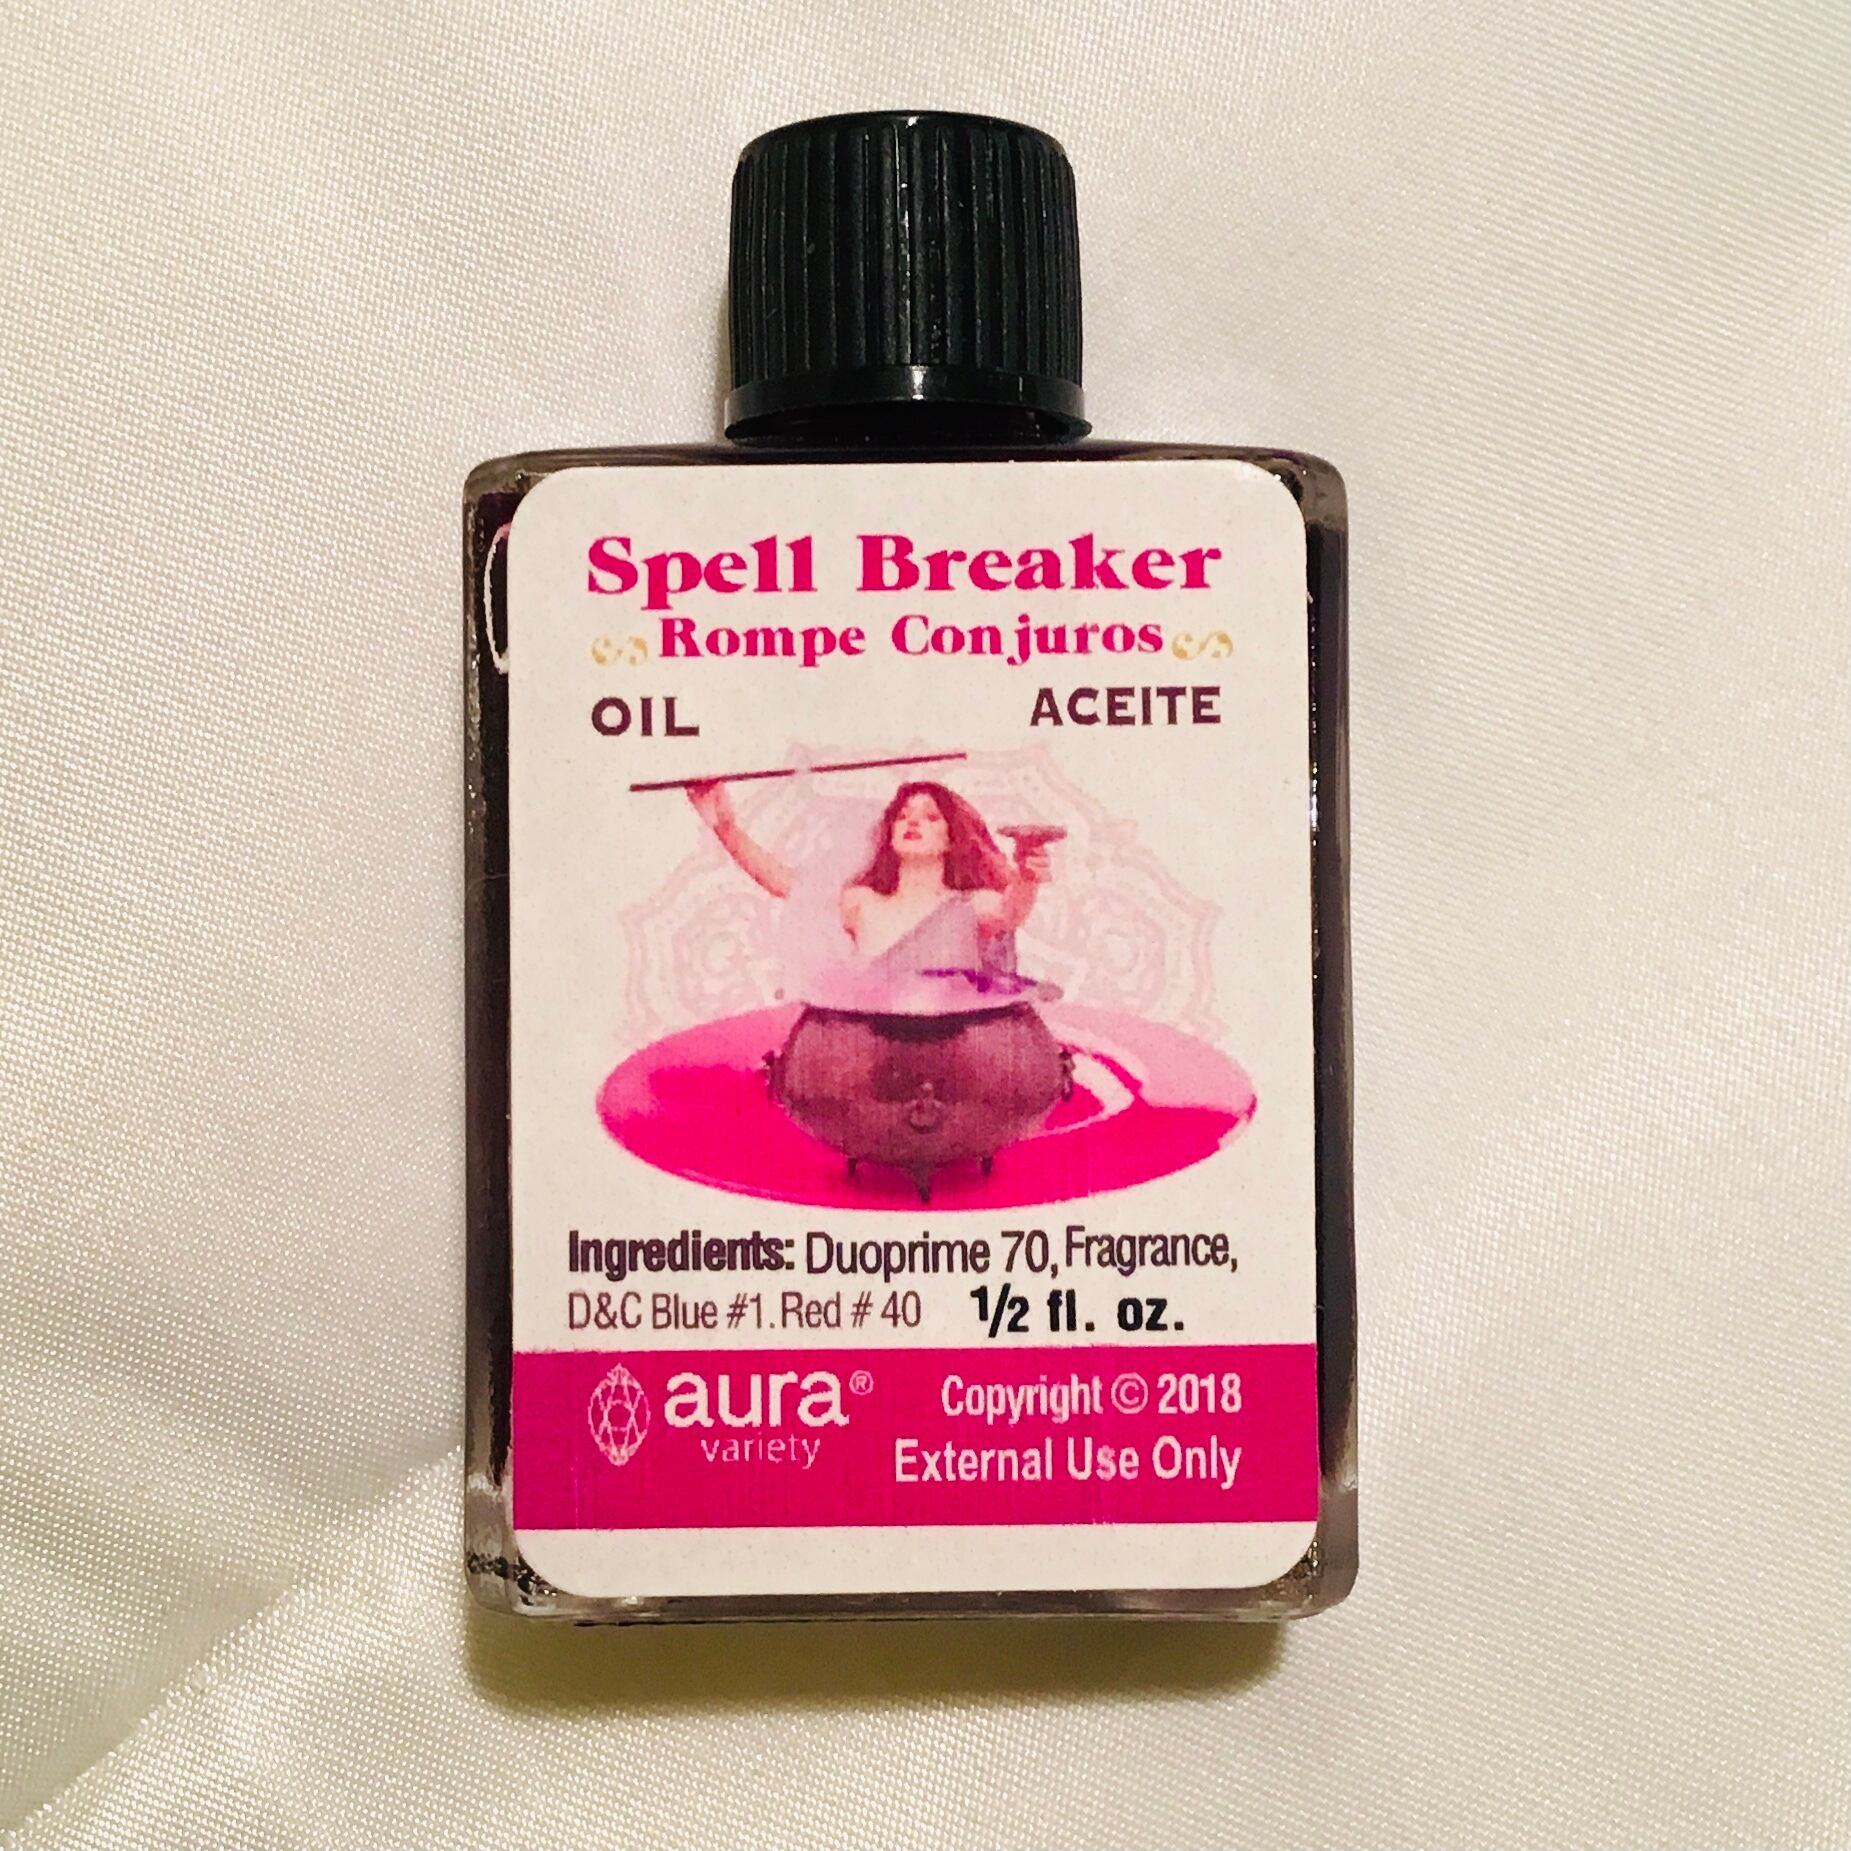 Spell Breaker
Rompe Conjuros
OIL ACEITE
Ingredients: Duoprime 70, Fragrance,
D&C Blue #1. Red # 40 1/2 fl. oz.
aura® Copyright © 2018
variety External Use Only